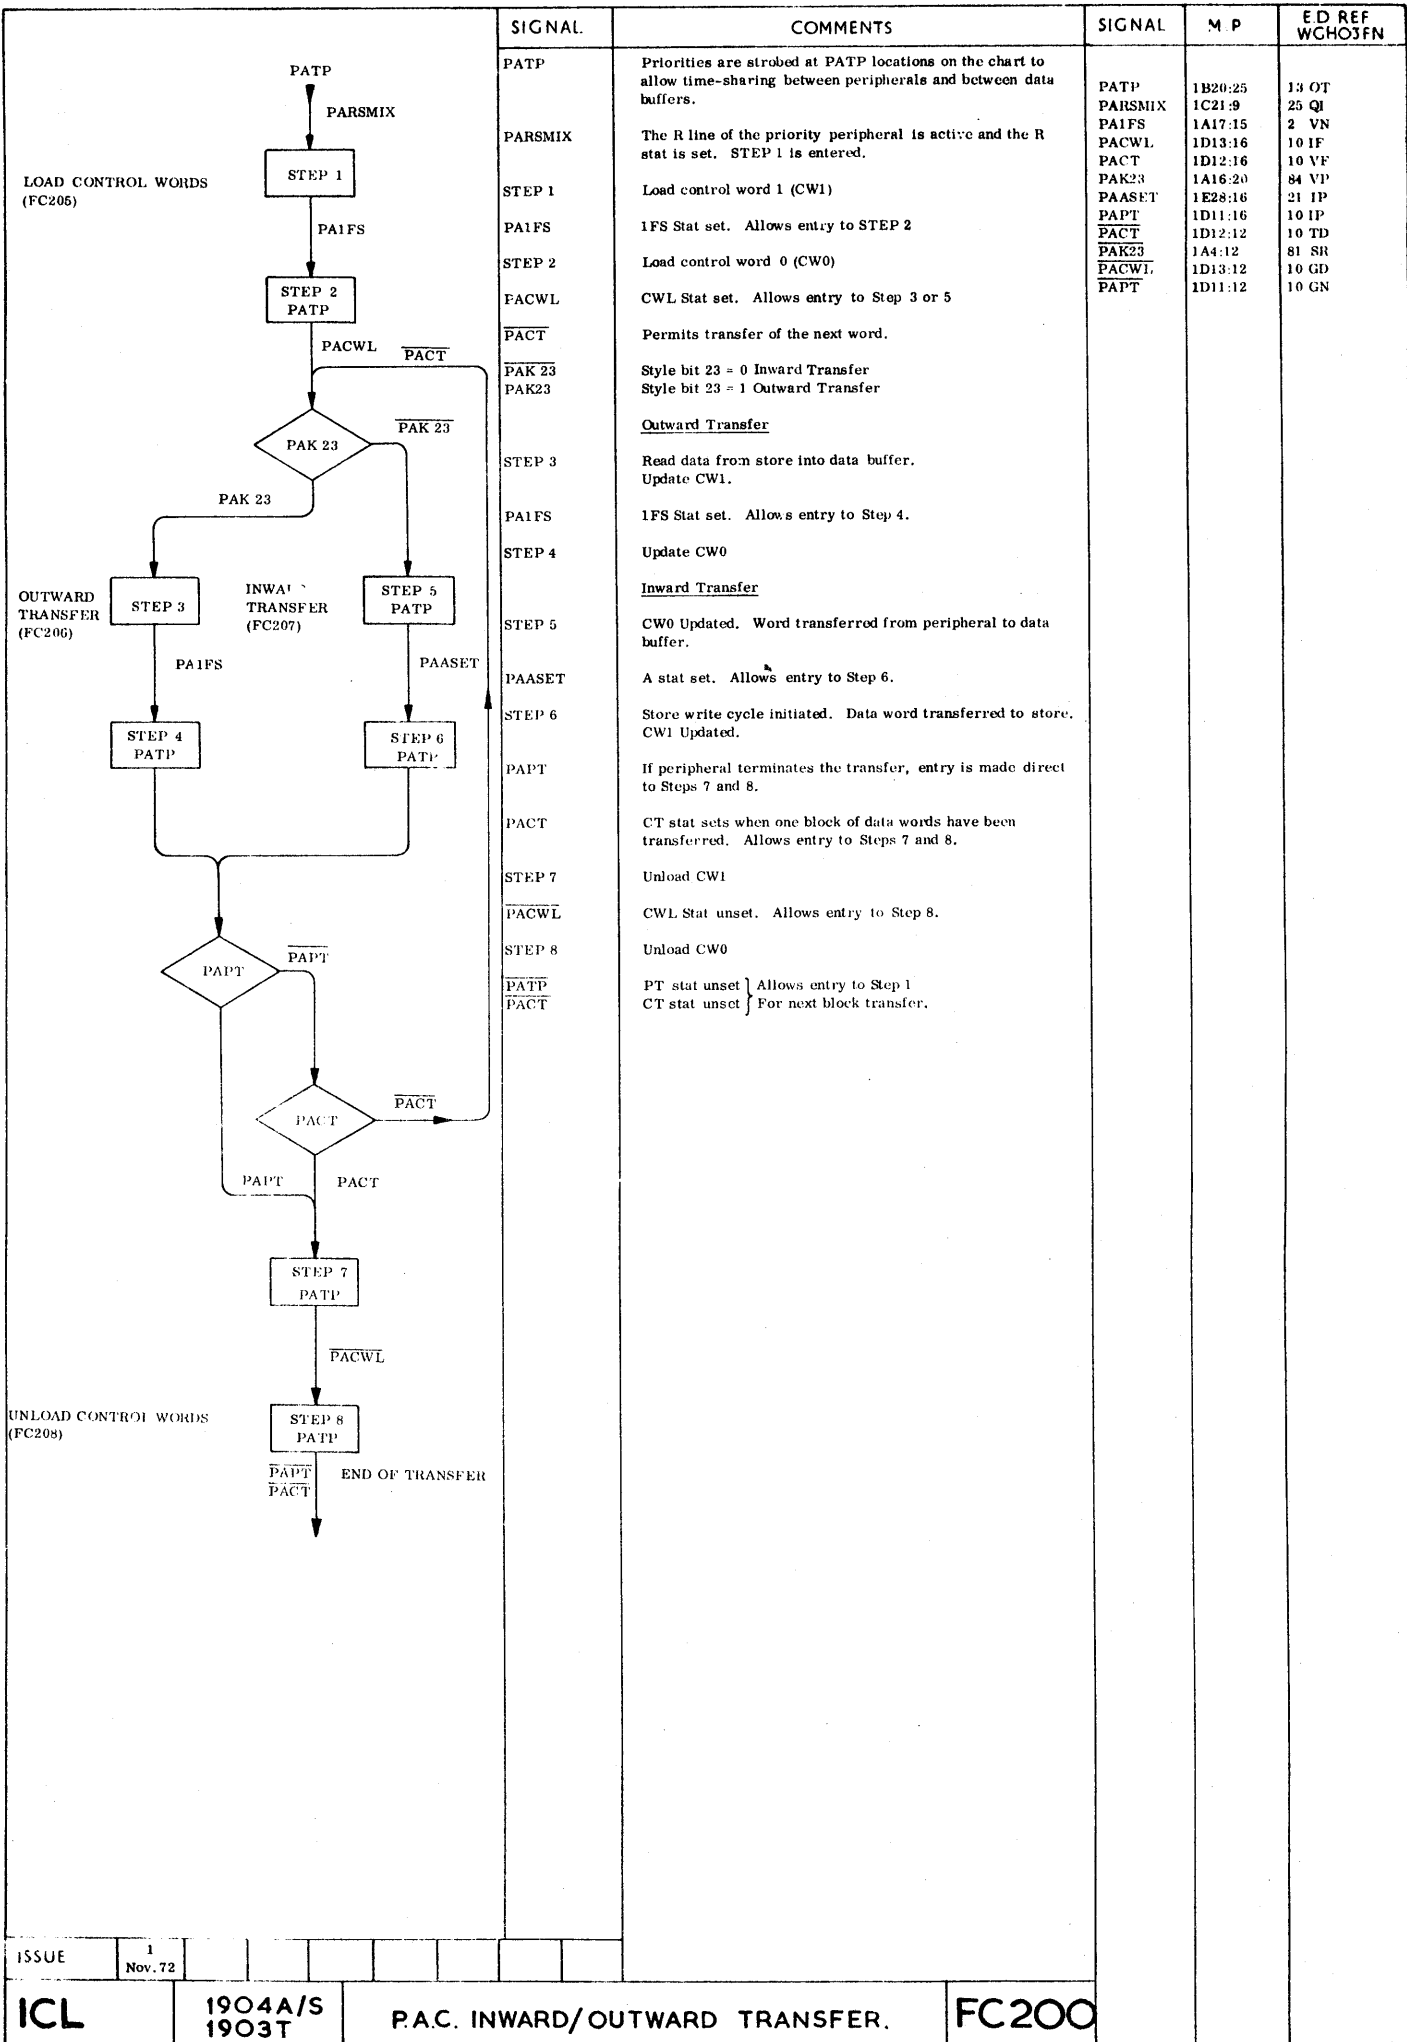 PATP
PARSMIX
STEP 1
LOAD CONTROL WORDS
(FC205)
PA1FS
STEP 2
PATP
PACWL
PACT
PAK 23
PAK 23
PAK 23
OUTWARD
TRANSFER
(FC206)
STEP 3
TRANSFER
(FC207)
STEP 5
PATP
PA1FS
PAASET
STEP 4
PATP
STEP 6
PATP
PAPT
PAPT
PACT
PACT
PAPT
PACT
STEP 7
PATP
PACWL
UNLOAD CONTROL WORDS
(FC208)
STEP 8
PATP
PAPT
PACT
END OF TRANSFER
SIGNAL. COMMENTS
PATP Priorities are strobed at PATP locations on the chart to
allow time-sharing between peripherals and between data
buffers.
PARSMIX The R line of the priority peripheral is active and the R
stat is set. STEP 1 is entered.
STEP 1 Load control word 1 (CW1)
PA1FS 1FS Stat set. Allows entry to STEP 2
STEP 2 Load control word 0 (CW0)
PACWL CWL Stat set. Allows entry to Step 3 or 5
PACT Permits transfer of the next word.
PAK 23 Style bit 23 = 0 Inward Transfer
PAK23 Style bit 23 = 1 Outward Transfer
Outward Transfer
STEP 3 Read data from store into data buffer.
Update CW1.
PA1FS 1FS Stat set. Allows entry to Step 4.
STEP 4 Update CW0
Inward Transfer
STEP 5 CW0 Updated. Word transferred from peripheral to data
buffer.
PAASET A stat set. Allows entry to Step 6.
STEP 6 Store write cycle initiated. Data word transferred to store.
CW1 Updated.
PAPT If peripheral terminates the transfer, entry is made direct
to Steps 7 and 8.
PACT CT stat sets when one block of data words have been
transferred. Allows entry to Steps 7 and 8.
STEP 7 Unload CW1
PACWL CWL Stat unset. Allows entry to Step 8.
STEP 8 Unload CW0
PATP PT stat unset } Allows entry to Step 1
PACT CT stat unset } For next block transfer.
SIGNAL M.P E.D REF
WGHO3FN
PATP 1B20:25 13 OT
PARSMIX 1C21:9 25 QI
PA1FS 1A17:15 2 VN
PACWL 1D13:16 10 IF
PACT 1D12:16 10 VF
PAK23 1A16:20 84 VP
PAASET 1E28:16 21 IP
PAPT 1D11:16 10 IP
PACT 1D12:12 10 TD
PAK23 1A4:12 81 SR
PACWL 1D13:12 10 GD
PAPT 1D11:12 10 GN
ISSUE 1
Nov. 72
ICL 1904A/S
1903T
P.A.C. INWARD/OUTWARD TRANSFER. FC200